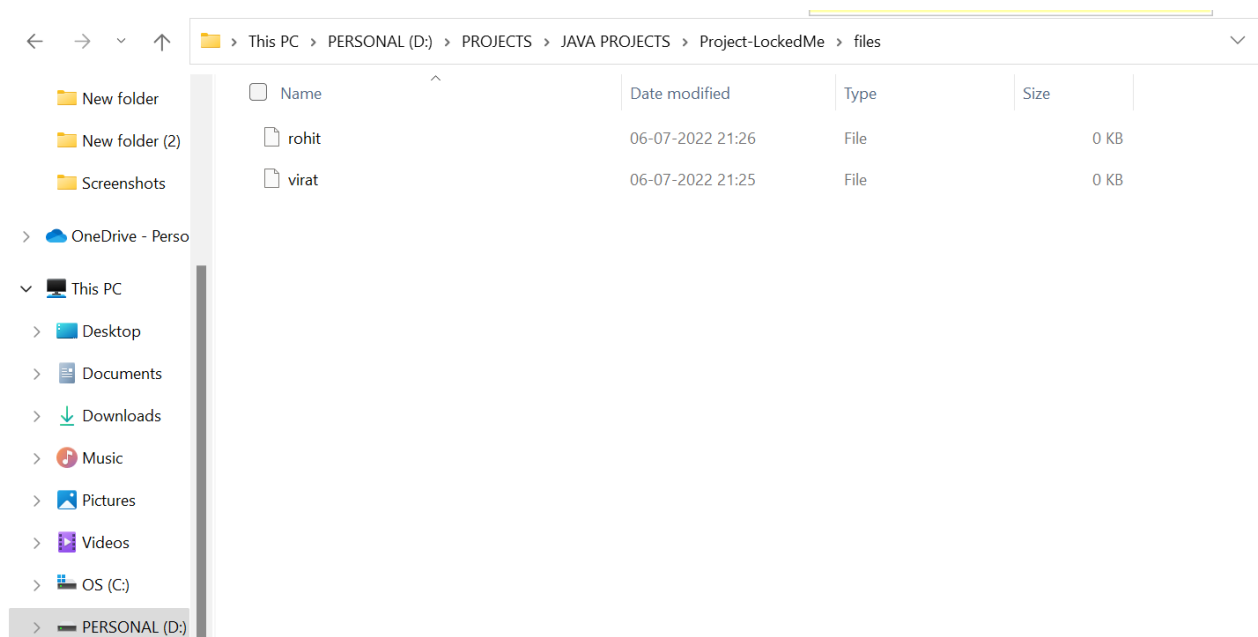 This PC > PERSONAL (D:) > PROJECTS > JAVA PROJECTS > Project-LockedMe > files
New folder
New folder (2)
Screenshots
OneDrive - Perso
This PC
Desktop
Documents
Downloads
Music
Pictures
Videos
OS (C:)
PERSONAL (D:)
Name Date modified Type Size
rohit 06-07-2022 21:26 File 0 KB
virat 06-07-2022 21:25 File 0 KB